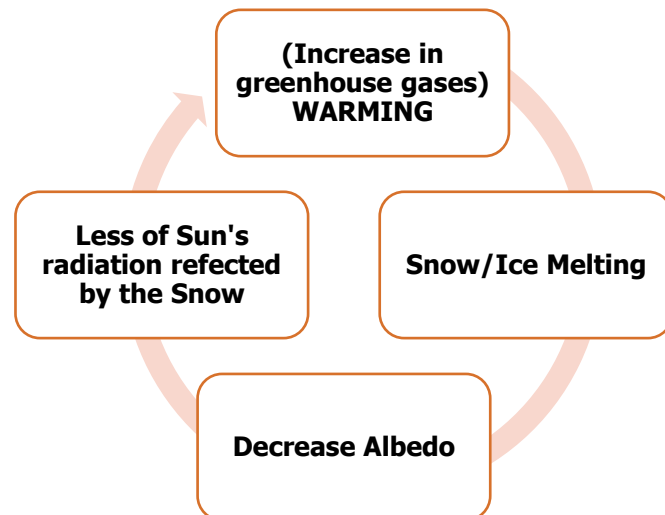 (Increase in
greenhouse gases)
WARMING
Snow/Ice Melting
Decrease Albedo
Less of Sun's
radiation refected
by the Snow